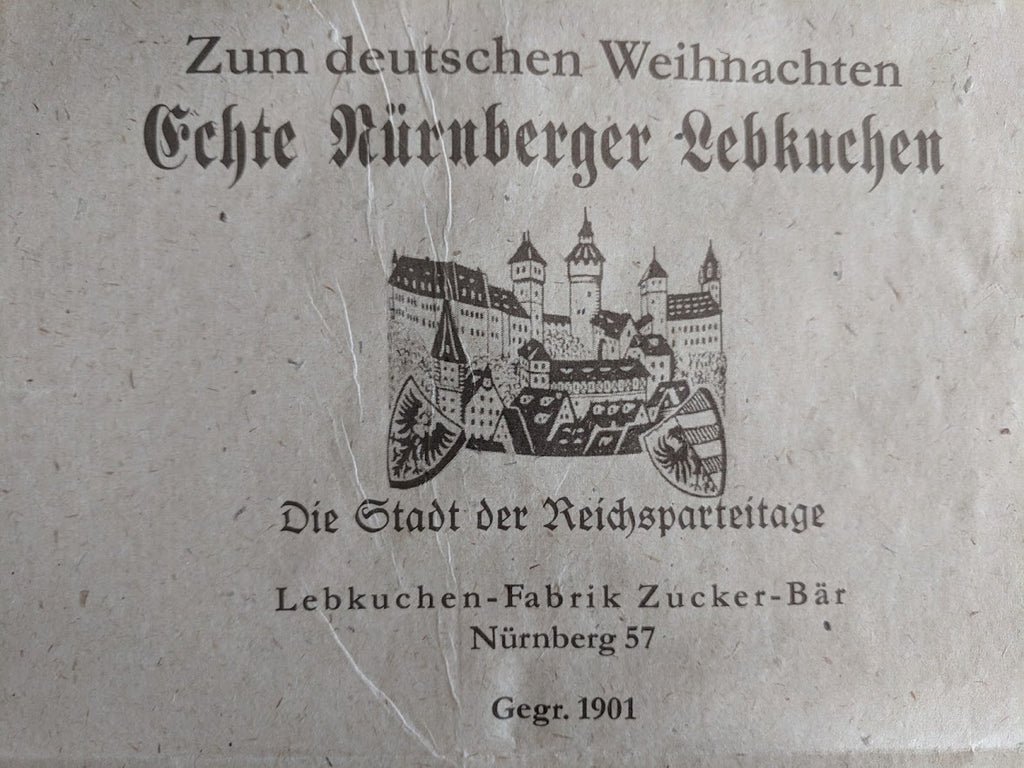 Zum deutschen Weihnachten
Echte Nürnberger Lebkuchen
Die Stadt der Reichsparteitage
Lebkuchen-Fabrik Zucker-Bär
Nürnberg 57
Gegr. 1901